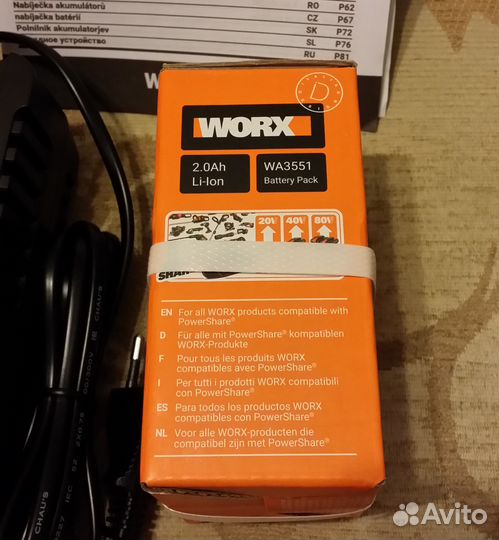 Nabíječka akumulátorů RO P62
nabíjačka batérií CZ P67
Polnilnik akumulatorjev SK P72
SL P76
RU P81
W
D
WORX
2.0Ah
Li-Ion
WA3551
Battery Pack
20V 40V 80V
SHAR
EN For all WORX products compatible with
PowerShare®
D Für alle mit PowerShare® kompatiblen
WORX-Produkte
F Pour tous les produits WORX
compatibles avec PowerShare®
I Per tutti i prodotti WORX compatibili
con PowerShare®
ES Para todos los productos WORX
compatibles con PowerShare®
NL Voor alle WORX-producten die
compatibel zijn met PowerShare®
CHAU'S
CHAU'S
Avito